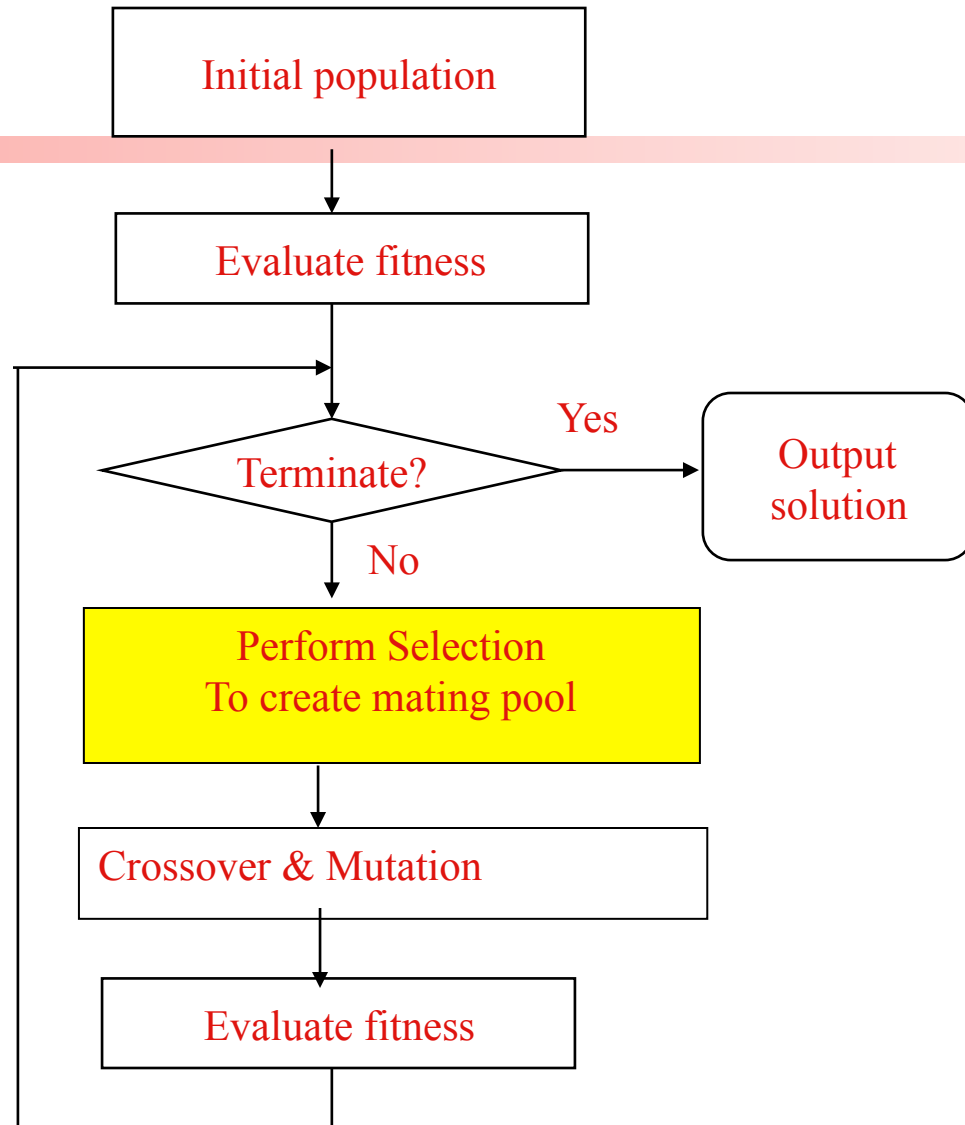 Initial population
Evaluate fitness
Yes
Terminate?
Output
solution
No
Perform Selection
To create mating pool
Crossover & Mutation
Evaluate fitness